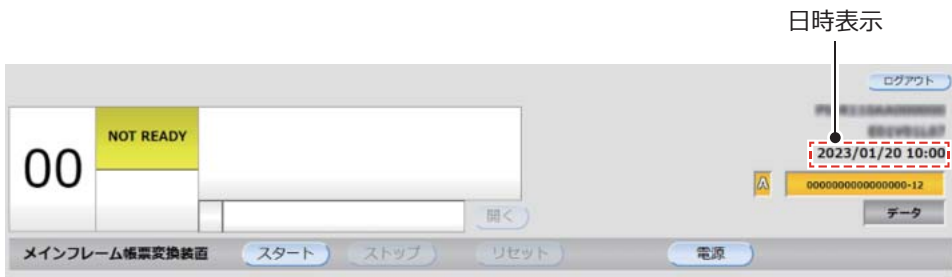 日時表示
ログアウト
NOT READY
00
2023/01/20 10:00
A
0000000000000000-12
開く
データ
メインフレーム帳票変換装置
スタート
ストップ
リセット
電源